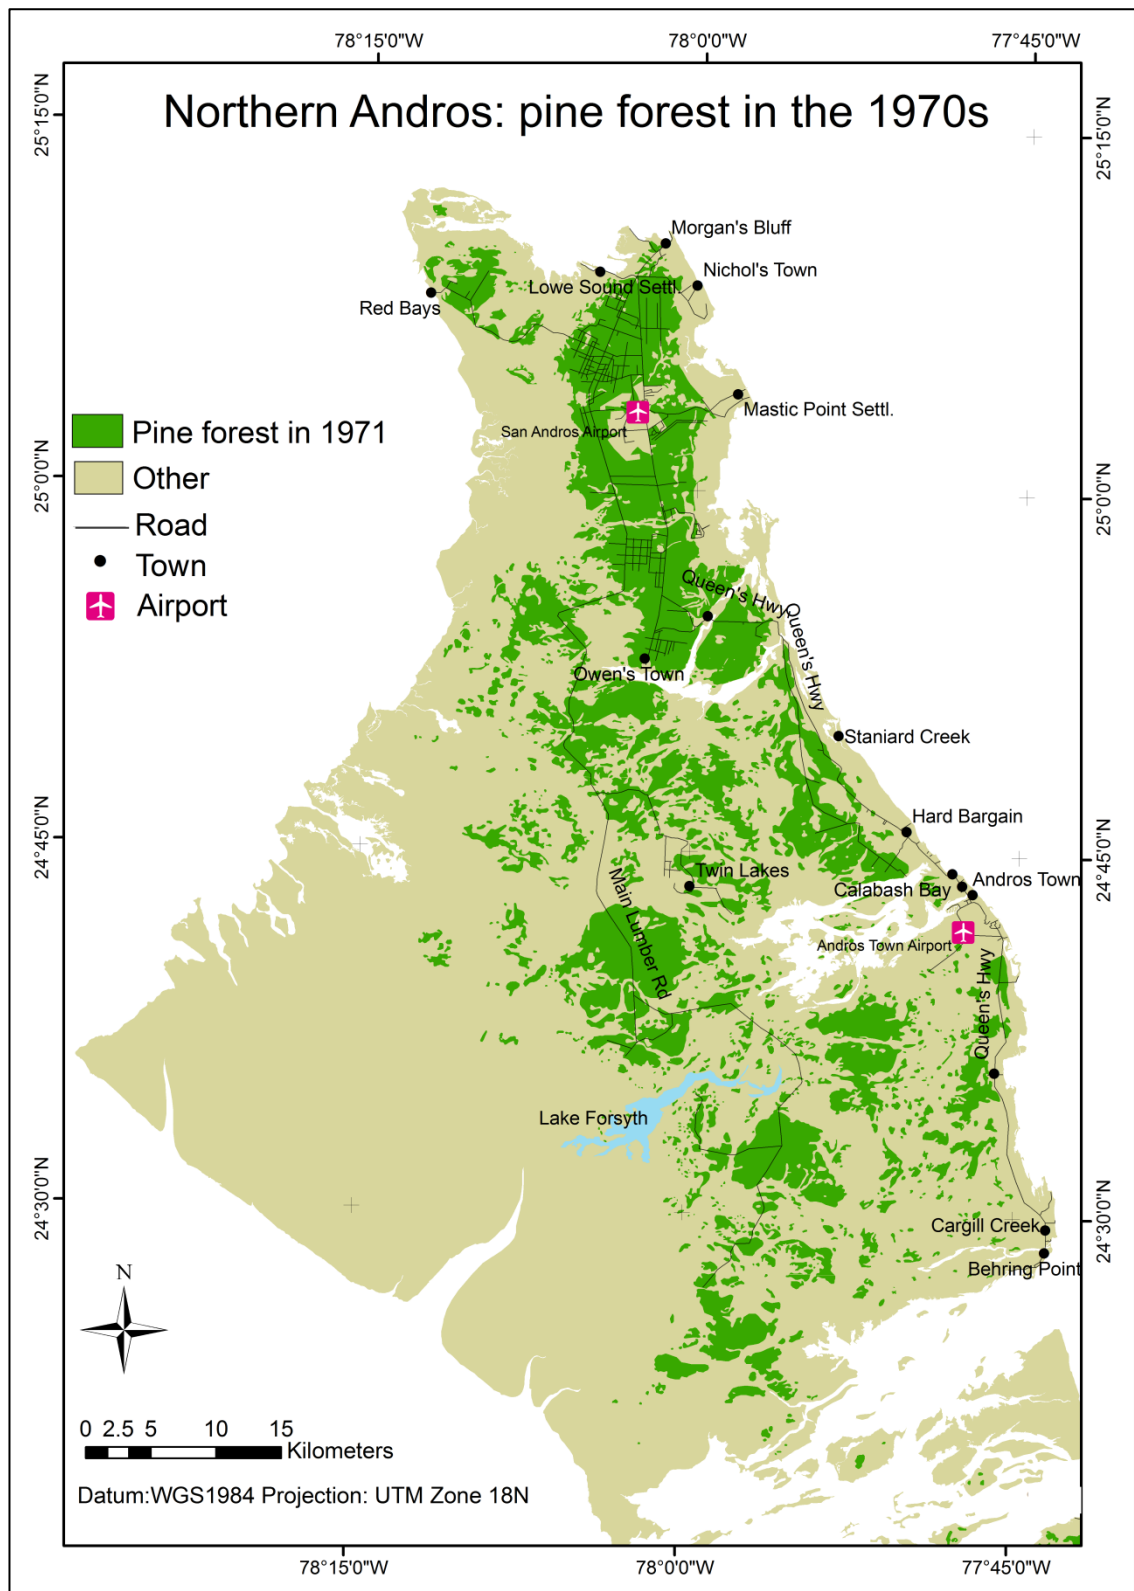 78°15'0"W
78°0'0"W
77°45'0"W
25°15'0"N
25°15'0"N
Northern Andros: pine forest in the 1970s
Morgan's Bluff
Nichol's Town
Lowe Sound Settl.
Red Bays
Mastic Point Settl.
San Andros Airport
Pine forest in 1971
Other
Road
Town
Airport
25°0'0"N
25°0'0"N
Queen's Hwy
Queen's Hwy
Owen's Town
Staniard Creek
Hard Bargain
24°45'0"N
24°45'0"N
Twin Lakes
Calabash Bay
Andros Town
Main Lumber Rd
Andros Town Airport
Queen's Hwy
Lake Forsyth
24°30'0"N
24°30'0"N
Cargill Creek
Behring Point
N
0 2.5 5 10 15
Kilometers
Datum:WGS1984 Projection: UTM Zone 18N
78°15'0"W
78°0'0"W
77°45'0"W